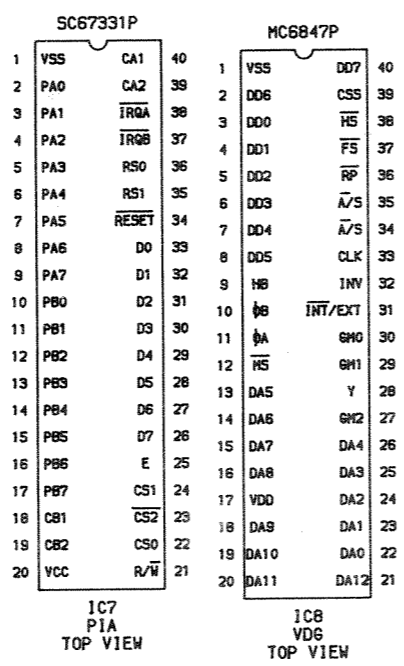 SC67331P
1 VSS CA1 40
2 PA0 CA2 39
3 PA1 IRQA 38
4 PA2 IRQB 37
5 PA3 RS0 36
6 PA4 RS1 35
7 PA5 RESET 34
8 PA6 D0 33
9 PA7 D1 32
10 PB0 D2 31
11 PB1 D3 30
12 PB2 D4 29
13 PB3 D5 28
14 PB4 D6 27
15 PB5 D7 26
16 PB6 E 25
17 PB7 CS1 24
18 CB1 CS2 23
19 CB2 CS0 22
20 VCC R/W 21
IC7
PIA
TOP VIEW
MC6847P
1 VSS DD7 40
2 DD6 CSS 39
3 DD0 HS 38
4 DD1 FS 37
5 DD2 RP 36
6 DD3 A/S 35
7 DD4 A/S 34
8 DD5 CLK 33
9 HB INV 32
10 ϕB INT/EXT 31
11 ϕA GM0 30
12 MS GM1 29
13 DA5 Y 28
14 DA6 GM2 27
15 DA7 DA4 26
16 DA8 DA3 25
17 VDD DA2 24
18 DA9 DA1 23
19 DA10 DA0 22
20 DA11 DA12 21
IC8
VDG
TOP VIEW